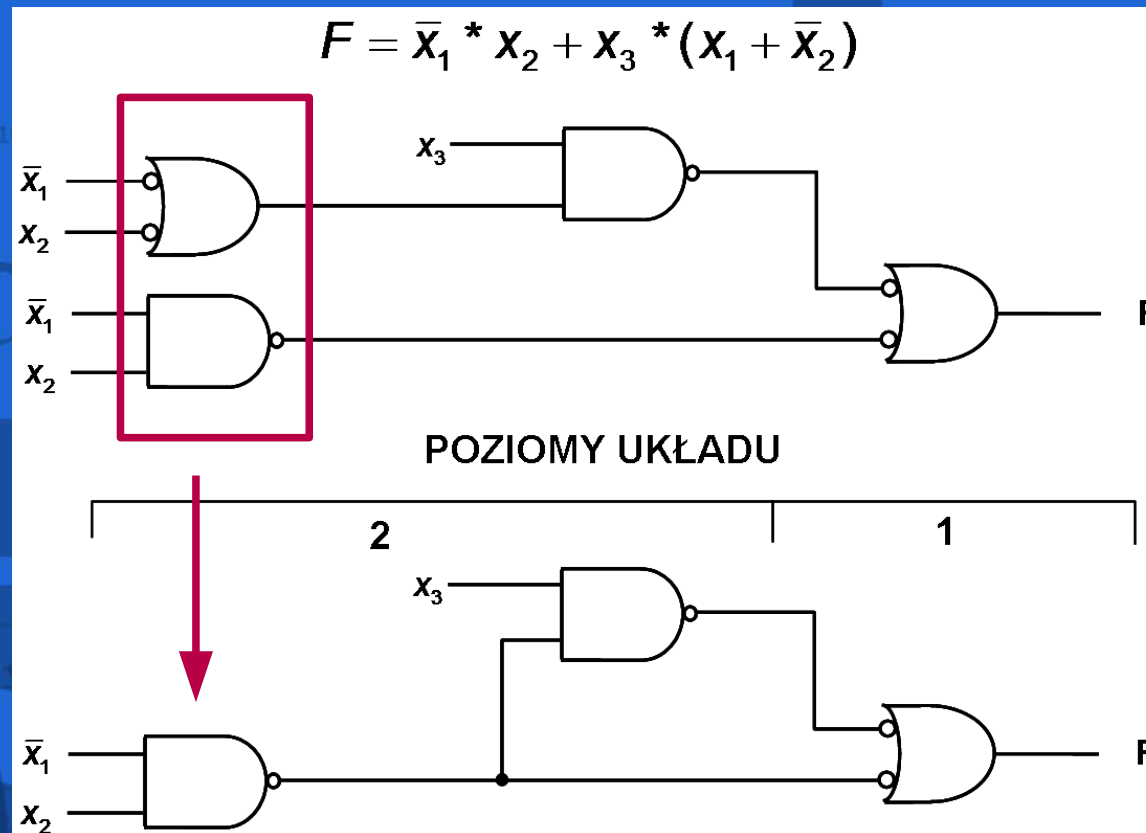 F = x̄₁ * x₂ + x₃ * (x₁ + x̄₂)
x₃
x̄₁
x₂
x̄₁
x₂
F
POZIOMY UKŁADU
2 1
x₃
x̄₁
x₂
F